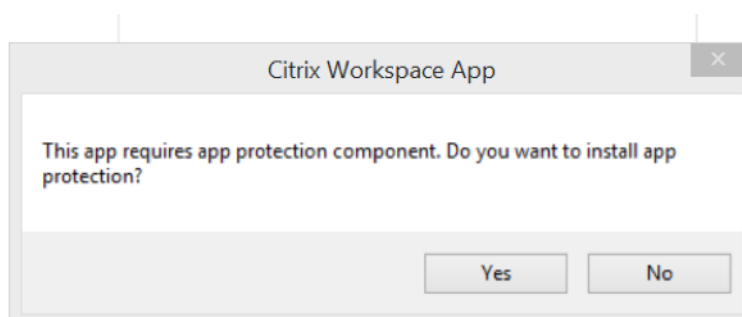 Citrix Workspace App
This app requires app protection component. Do you want to install app
protection?
Yes
No